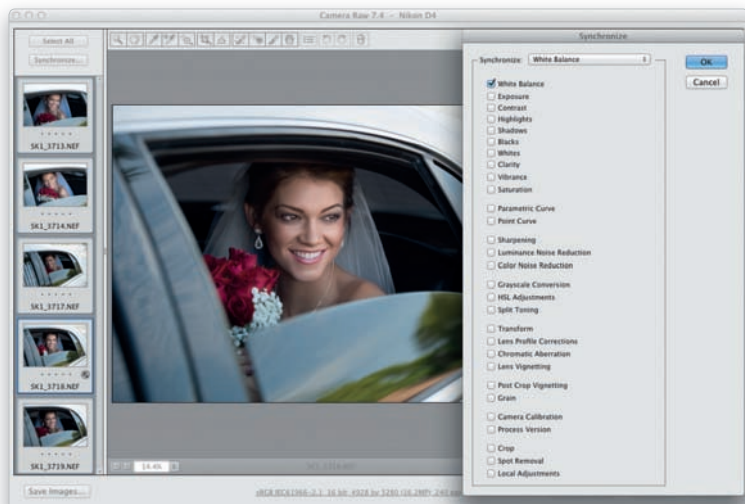 Camera Raw 7.4 – Nikon D4
Select All
Synchronize...
SK1_3713.NEF
SK1_3714.NEF
SK1_3717.NEF
SK1_3718.NEF
SK1_3719.NEF
Save Images...
14.4%
Synchronize
Synchronize: White Balance
OK
Cancel
White Balance
Exposure
Contrast
Highlights
Shadows
Blacks
Whites
Clarity
Vibrance
Saturation
Parametric Curve
Point Curve
Sharpening
Luminance Noise Reduction
Color Noise Reduction
Grayscale Conversion
HSL Adjustments
Split Toning
Transform
Lens Profile Corrections
Chromatic Aberration
Lens Vignetting
Post Crop Vignetting
Grain
Camera Calibration
Process Version
Crop
Spot Removal
Local Adjustments